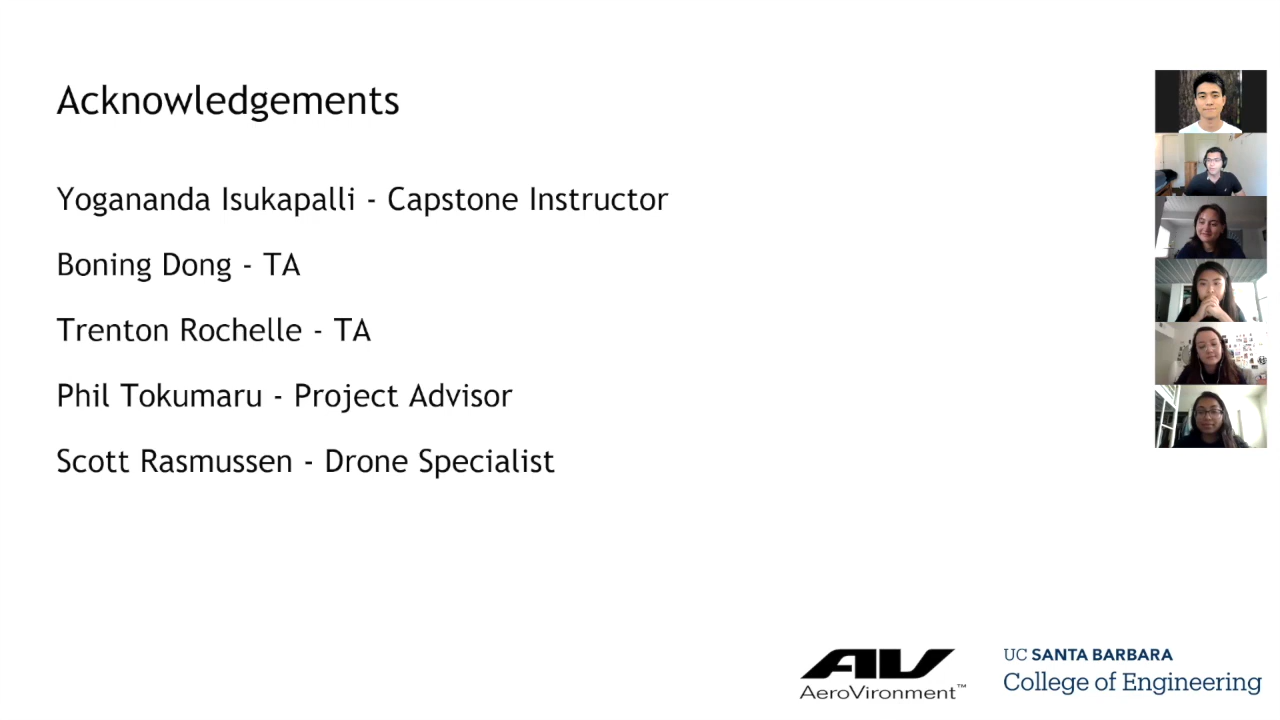 Acknowledgements
Yogananda Isukapalli - Capstone Instructor
Boning Dong - TA
Trenton Rochelle - TA
Phil Tokumaru - Project Advisor
Scott Rasmussen - Drone Specialist
AV
AeroVironment™
UC SANTA BARBARA
College of Engineering